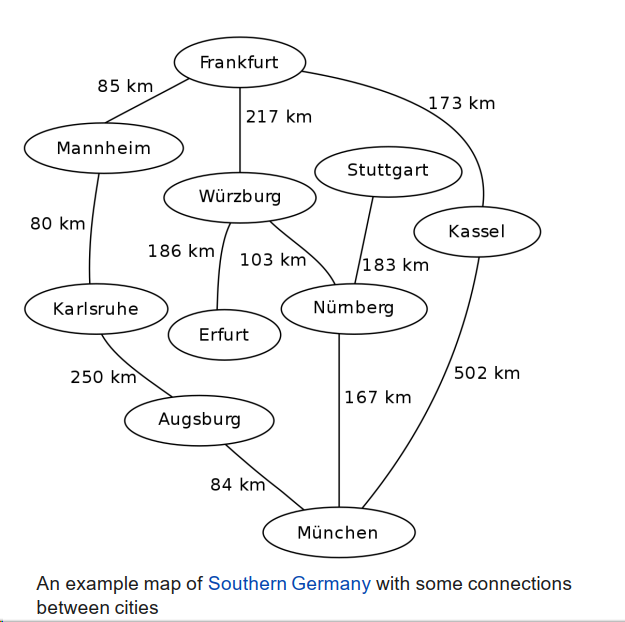 Frankfurt
85 km
173 km
217 km
Mannheim
Stuttgart
Würzburg
80 km
Kassel
186 km
103 km
183 km
Karlsruhe
Nürnberg
Erfurt
250 km
502 km
167 km
Augsburg
84 km
München
An example map of Southern Germany with some connections
between cities